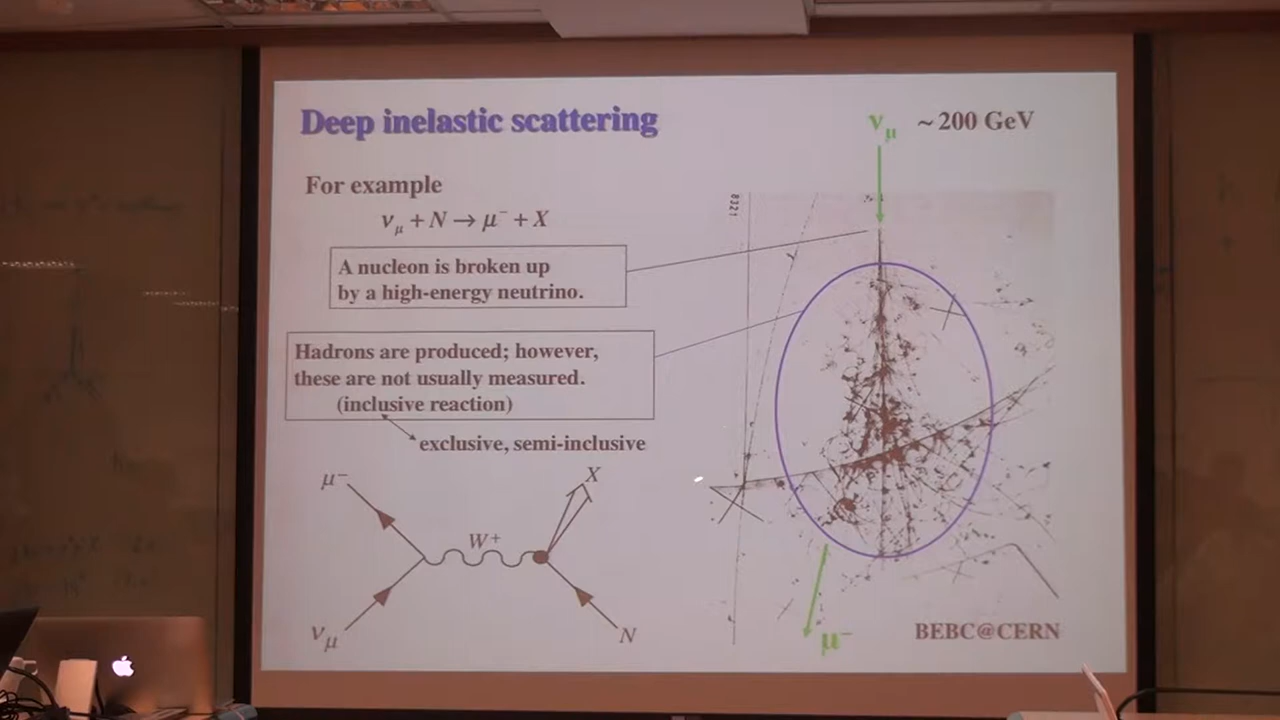 Deep inelastic scattering
ν_μ ~ 200 GeV
For example
ν_μ + N → μ⁻ + X
8321
A nucleon is broken up
by a high-energy neutrino.
Hadrons are produced; however,
these are not usually measured.
(inclusive reaction)
exclusive, semi-inclusive
μ⁻
X
W⁺
ν_μ
N
μ⁻
BEBC@CERN